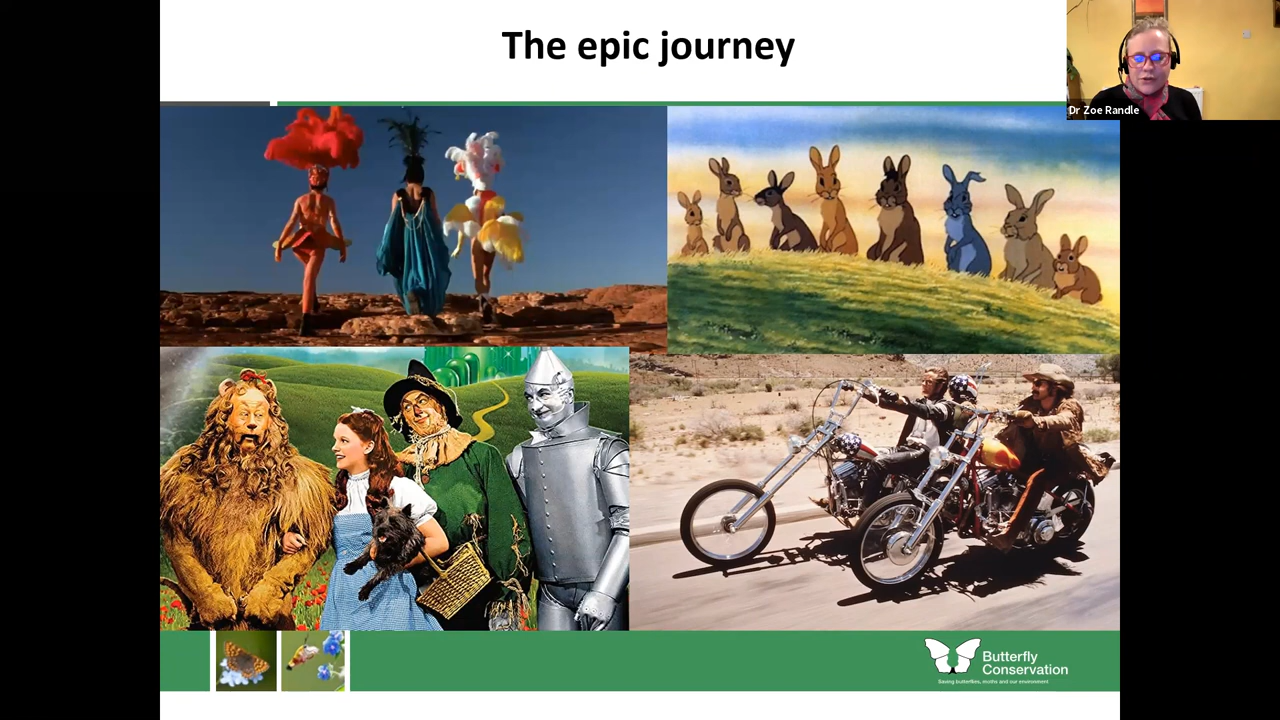 The epic journey
Dr Zoe Randle
Butterfly
Conservation
Saving butterflies, moths and our environment